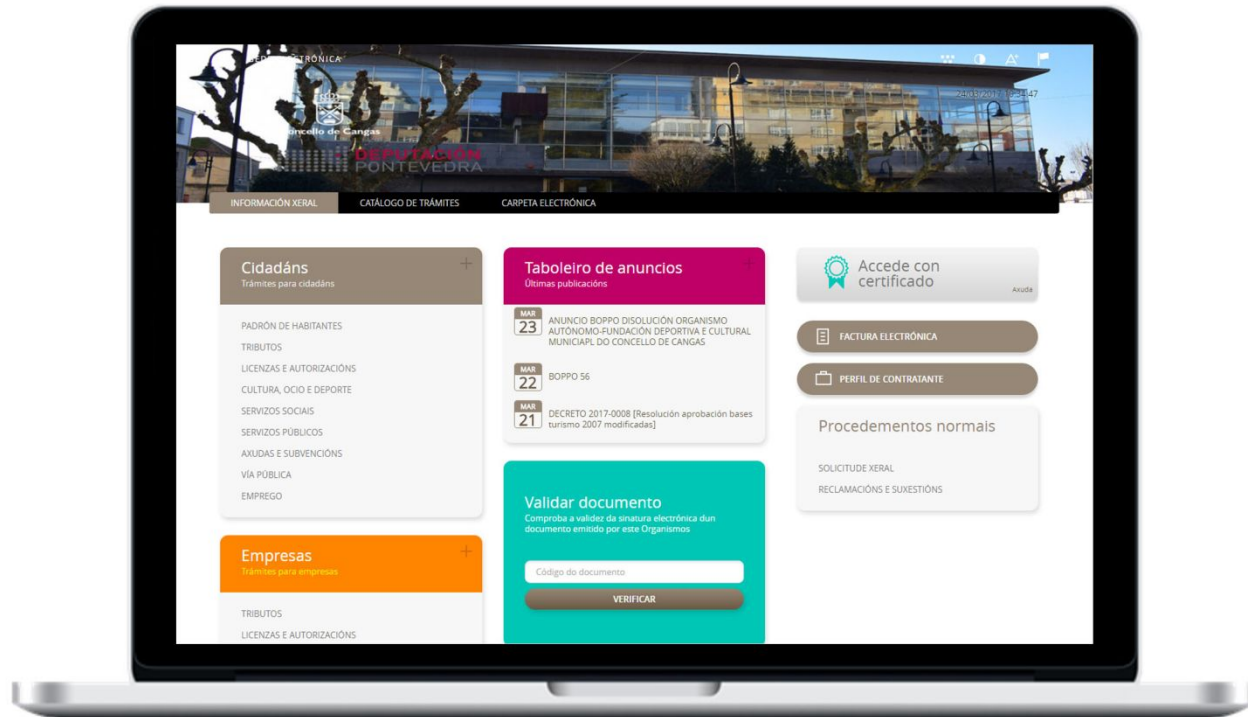 SEDE ELECTRÓNICA
Concello de Cangas
DEPUTACIÓN
PONTEVEDRA
INFORMACIÓN XERAL
CATÁLOGO DE TRÁMITES
CARPETA ELECTRÓNICA
Cidadáns
Trámites para cidadáns
PADRÓN DE HABITANTES
TRIBUTOS
LICENZAS E AUTORIZACIÓNS
CULTURA, OCIO E DEPORTE
SERVIZOS SOCIAIS
SERVIZOS PÚBLICOS
AXUDAS E SUBVENCIÓNS
VÍA PÚBLICA
EMPREGO
Empresas
Trámites para empresas
TRIBUTOS
LICENZAS E AUTORIZACIÓNS
Taboleiro de anuncios
Últimas publicacións
MAR
23
ANUNCIO BOPPO DISOLUCIÓN ORGANISMO
AUTÓNOMO-FUNDACIÓN DEPORTIVA E CULTURAL
MUNICIAPL DO CONCELLO DE CANGAS
MAR
22
BOPPO 56
MAR
21
DECRETO 2017-0008 [Resolución aprobación bases
turismo 2007 modificadas]
Validar documento
Comproba a validez da sinatura electrónica dun
documento emitido por este Organismos
Código do documento
VERIFICAR
Accede con
certificado
Axuda
FACTURA ELECTRÓNICA
PERFIL DE CONTRATANTE
Procedementos normais
SOLICITUDE XERAL
RECLAMACIÓNS E SUXESTIÓNS